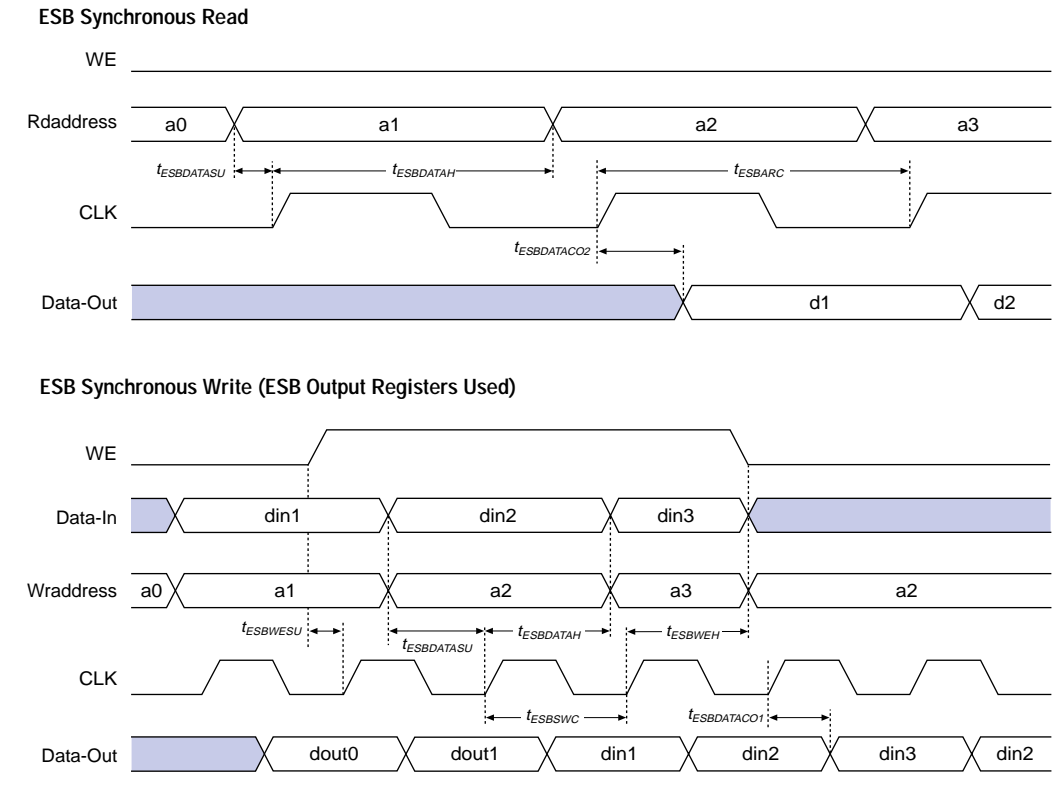 ESB Synchronous Read
WE
Rdaddress a0 a1 a2 a3
tESBDATASU tESBDATAH tESBARC
CLK
tESBDATACO2
Data-Out d1 d2
ESB Synchronous Write (ESB Output Registers Used)
WE
Data-In din1 din2 din3
Wraddress a0 a1 a2 a3 a2
tESBWESU tESBDATASU tESBDATAH tESBWEH
CLK
tESBSWC tESBDATACO1
Data-Out dout0 dout1 din1 din2 din3 din2